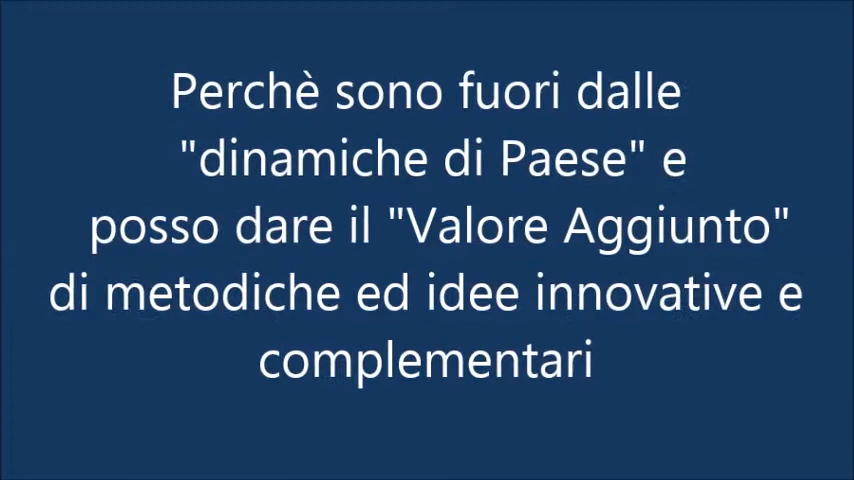 Perchè sono fuori dalle
"dinamiche di Paese" e
posso dare il "Valore Aggiunto"
di metodiche ed idee innovative e
complementari